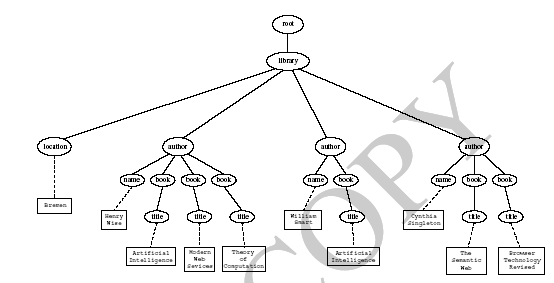 root
library
location
author
author
author
name
book
book
book
name
book
name
book
book
Bremen
Henry
Wise
title
title
title
William
Smart
title
Cynthia
Singleton
title
title
Artificial
Intelligence
Modern
Web
Sevices
Theory
of
Computation
Artificial
Intelligence
The
Semantic
Web
Browser
Technology
Revised
COPY